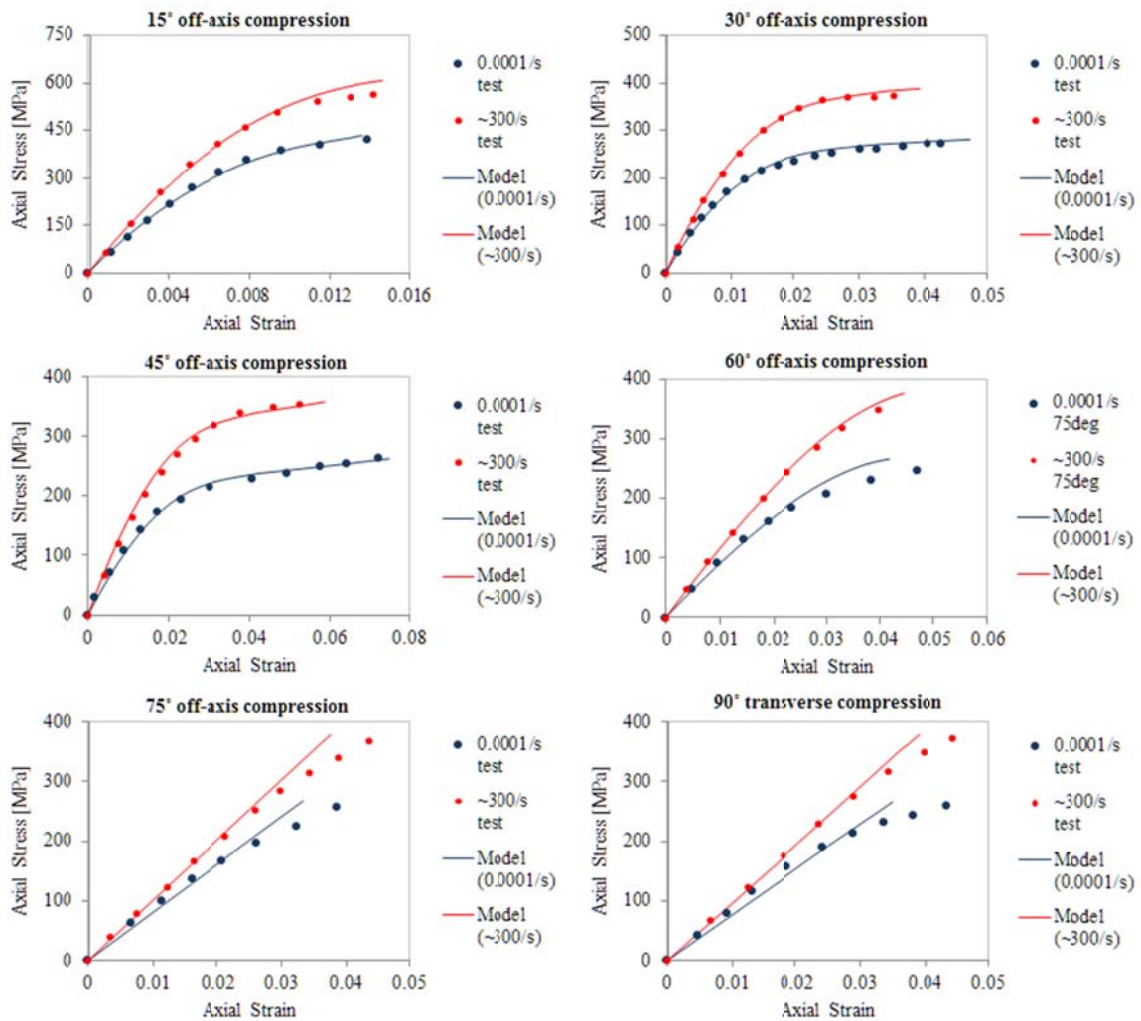 15° off-axis compression
750
600
450
300
150
0
Axial Stress [MPa]
0
0.004
0.008
0.012
0.016
Axial Strain
0.0001/s
test
~300/s
test
Model
(0.0001/s)
Model
(~300/s)
30° off-axis compression
500
400
300
200
100
0
Axial Stress [MPa]
0
0.01
0.02
0.03
0.04
0.05
Axial Strain
0.0001/s
test
~300/s
test
Model
(0.0001/s)
Model
(~300/s)
45° off-axis compression
400
300
200
100
0
Axial Stress [MPa]
0
0.02
0.04
0.06
0.08
Axial Strain
0.0001/s
test
~300/s
test
Model
(0.0001/s)
Model
(~300/s)
60° off-axis compression
400
300
200
100
0
Axial Stress [MPa]
0
0.01
0.02
0.03
0.04
0.05
0.06
Axial Strain
0.0001/s
75deg
~300/s
75deg
Model
(0.0001/s)
Model
(~300/s)
75° off-axis compression
400
300
200
100
0
Axial Stress [MPa]
0
0.01
0.02
0.03
0.04
0.05
Axial Strain
0.0001/s
test
~300/s
test
Model
(0.0001/s)
Model
(~300/s)
90° transverse compression
400
300
200
100
0
Axial Stress [MPa]
0
0.01
0.02
0.03
0.04
0.05
Axial Strain
0.0001/s
test
~300/s
test
Model
(0.0001/s)
Model
(~300/s)